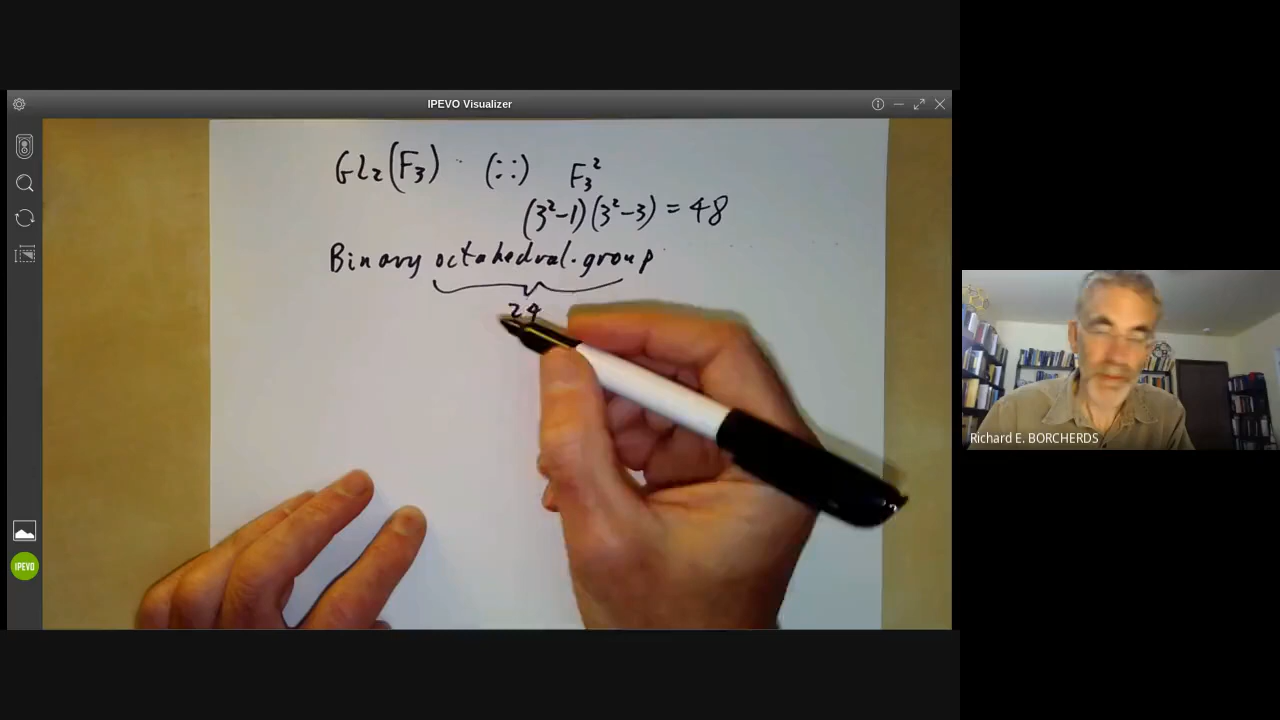 IPEVO Visualizer
GL₂(F₃) (::) F₃²
(3²-1)(3²-3) = 48
Binary octahedral group
24
IPEVO
Richard E. BORCHERDS